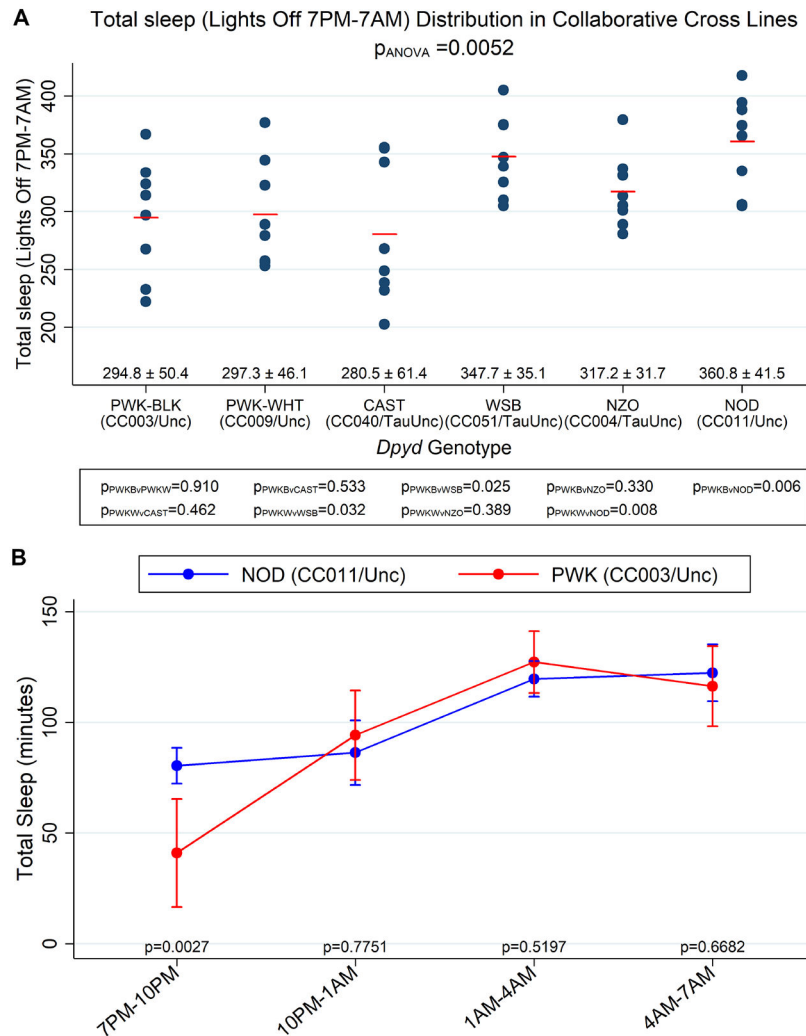 A Total sleep (Lights Off 7PM-7AM) Distribution in Collaborative Cross Lines
pANOVA =0.0052
Total sleep (Lights Off 7PM-7AM)
400
350
300
250
200
294.8 ± 50.4 297.3 ± 46.1 280.5 ± 61.4 347.7 ± 35.1 317.2 ± 31.7 360.8 ± 41.5
PWK-BLK PWK-WHT CAST WSB NZO NOD
(CC003/Unc) (CC009/Unc) (CC040/TauUnc) (CC051/TauUnc) (CC004/TauUnc) (CC011/Unc)
Dpyd Genotype
pPWKBvPWKW=0.910 pPWKBvCAST=0.533 pPWKBvWSB=0.025 pPWKBvNZO=0.330 pPWKBvNOD=0.006
pPWKWvCAST=0.462 pPWKWvWSB=0.032 pPWKWvNZO=0.389 pPWKWvNOD=0.008
B
NOD (CC011/Unc) PWK (CC003/Unc)
Total Sleep (minutes)
150
100
50
0
p=0.0027 p=0.7751 p=0.5197 p=0.6682
7PM-10PM 10PM-1AM 1AM-4AM 4AM-7AM